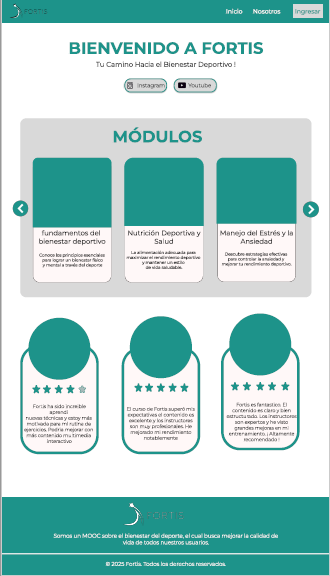 FORTIS
Inicio
Nosotros
Ingresar
BIENVENIDO A FORTIS
Tu Camino Hacia el Bienestar Deportivo !
Instagram
Youtube
MÓDULOS
fundamentos del
bienestar deportivo
Conoce los principios esenciales
para lograr un bienestar físico
y mental a través del deporte
Nutrición Deportiva y
Salud
La alimentación adecuada para
maximizar el rendimiento deportivo
y mantener un estilo
de vida saludable.
Manejo del Estrés y la
Ansiedad
Descubre estrategias efectivas
para controlar la ansiedad y
mejorar tu rendimiento deportivo.
Fortis ha sido increíble
aprendí
nuevas técnicas y estoy más
motivada para mi rutina de
ejercicios. Podría mejorar con
más contenido multimedia
interactivo
El curso de Fortis superó mis
expectativas el contenido es
excelente y los instructores
son muy profesionales. He
mejorado mi rendimiento
notablemente
Fortis es fantastico. El
contenido es claro y bien
estructurado. Los instructores
son expertos y he visto
grandes mejoras en mi
entrenamiento. ¡ Altamente
recomendado !
FORTIS
Somos un MOOC sobre el bienestar del deporte, el cual busca mejorar la calidad de
vida de todos nuestros usuarios.
© 2025 Fortis. Todos los derechos reservados.